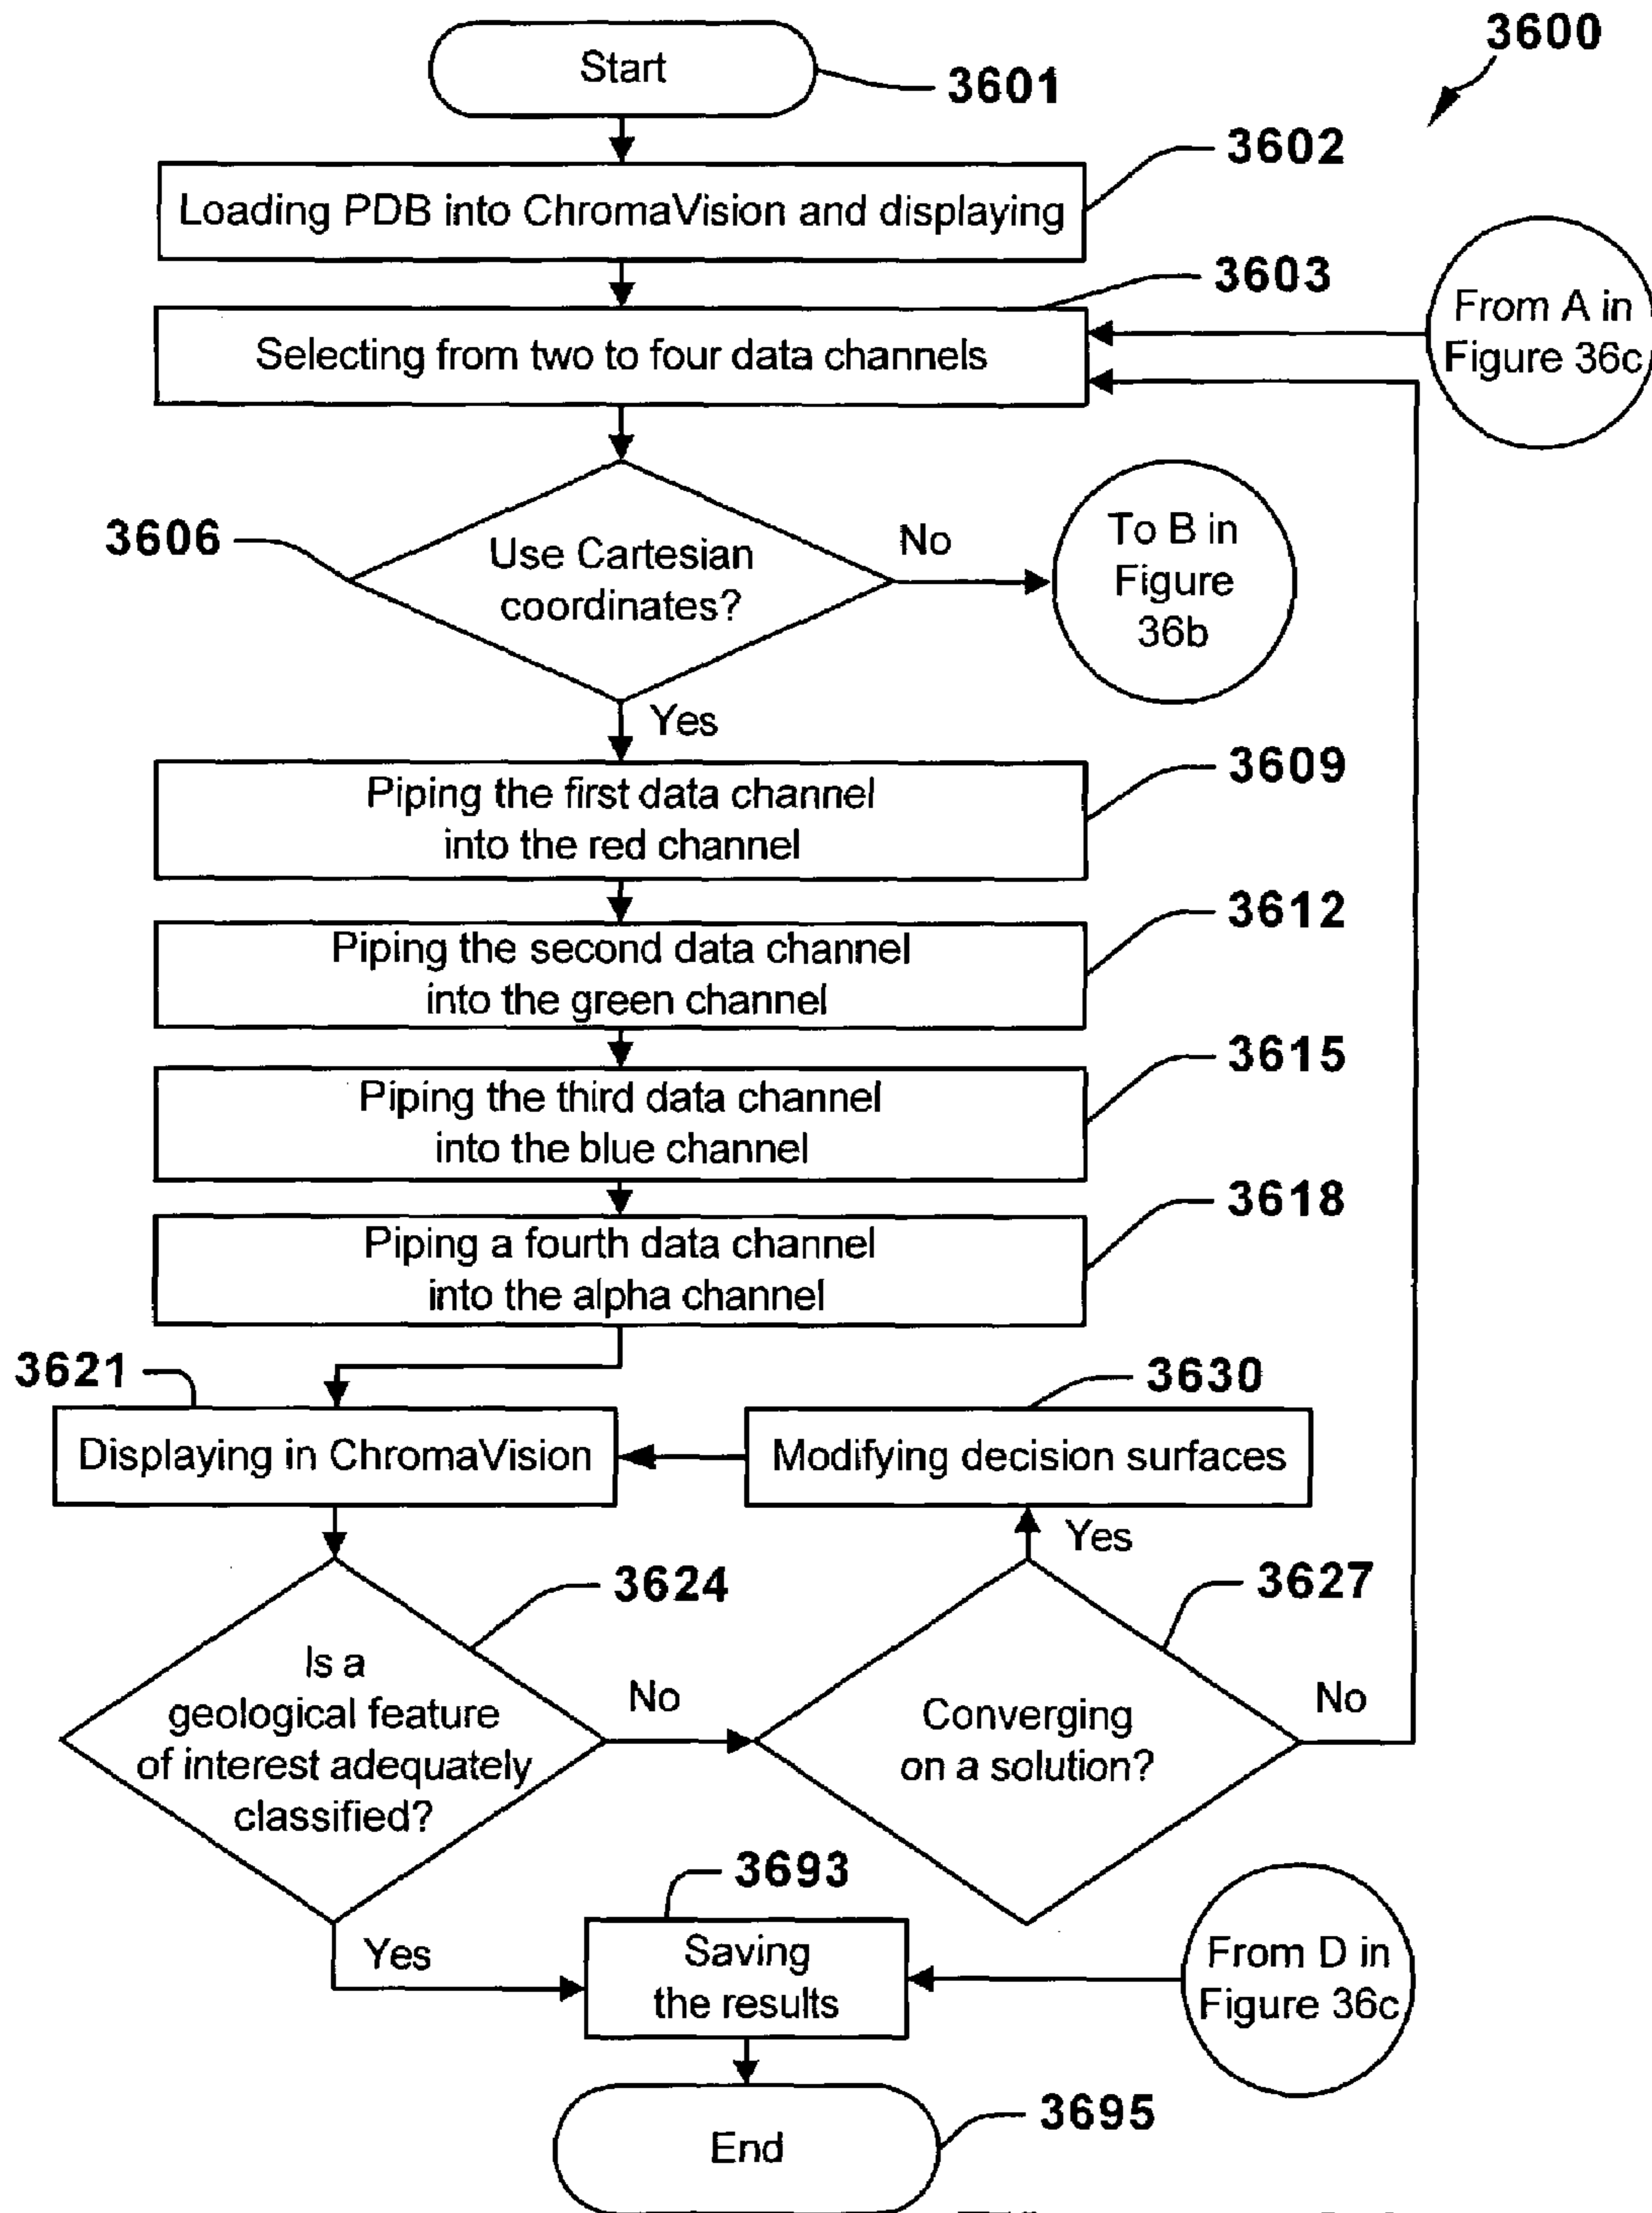 3600
Start
3601
3602
Loading PDB into ChromaVision and displaying
3603
Selecting from two to four data channels
From A in
Figure 36c
3606
Use Cartesian
coordinates?
No
To B in
Figure
36b
Yes
3609
Piping the first data channel
into the red channel
3612
Piping the second data channel
into the green channel
3615
Piping the third data channel
into the blue channel
3618
Piping a fourth data channel
into the alpha channel
3621
Displaying in ChromaVision
3630
Modifying decision surfaces
Yes
3624
Is a
geological feature
of interest adequately
classified?
No
3627
Converging
on a solution?
No
Yes
3693
Saving
the results
From D in
Figure 36c
End
3695